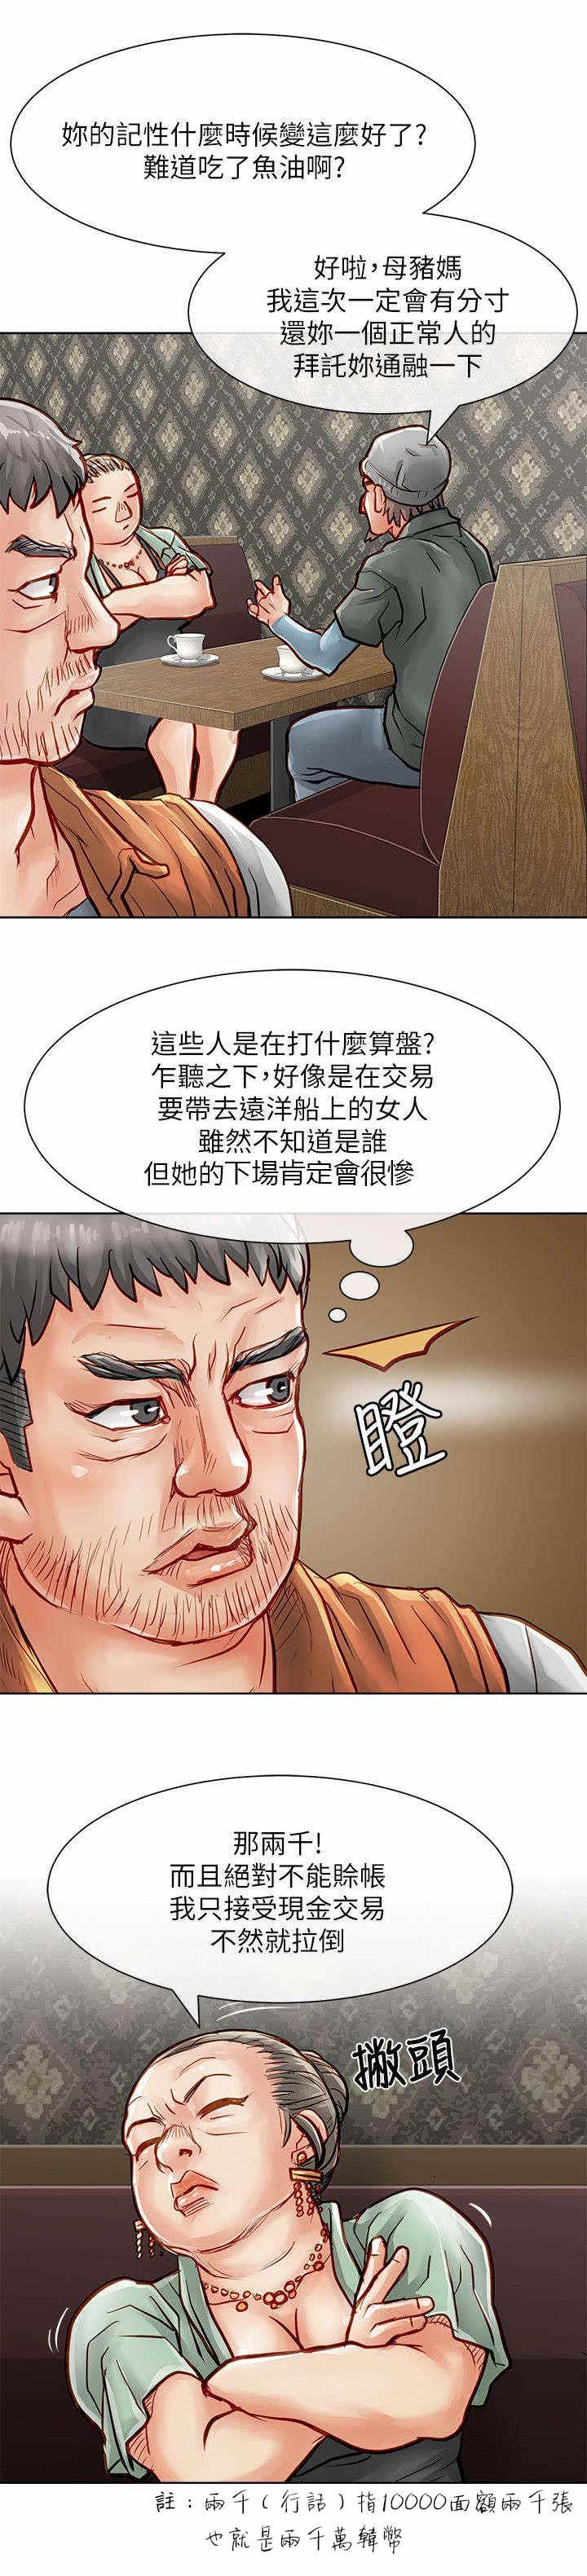 妳的記性什麼時候變這麼好了?
難道吃了魚油啊?
好啦，母豬媽
我這次一定會有分寸
還妳一個正常人的
拜託妳通融一下
這些人是在打什麼算盤?
乍聽之下，好像是在交易
要帶去遠洋船上的女人
雖然不知道是誰
但她的下場肯定會很慘
瞪
那兩千!
而且絕對不能賒帳
我只接受現金交易
不然就拉倒
撇頭
註：兩千（行話）指10000面額兩千張
也就是兩千萬韓幣